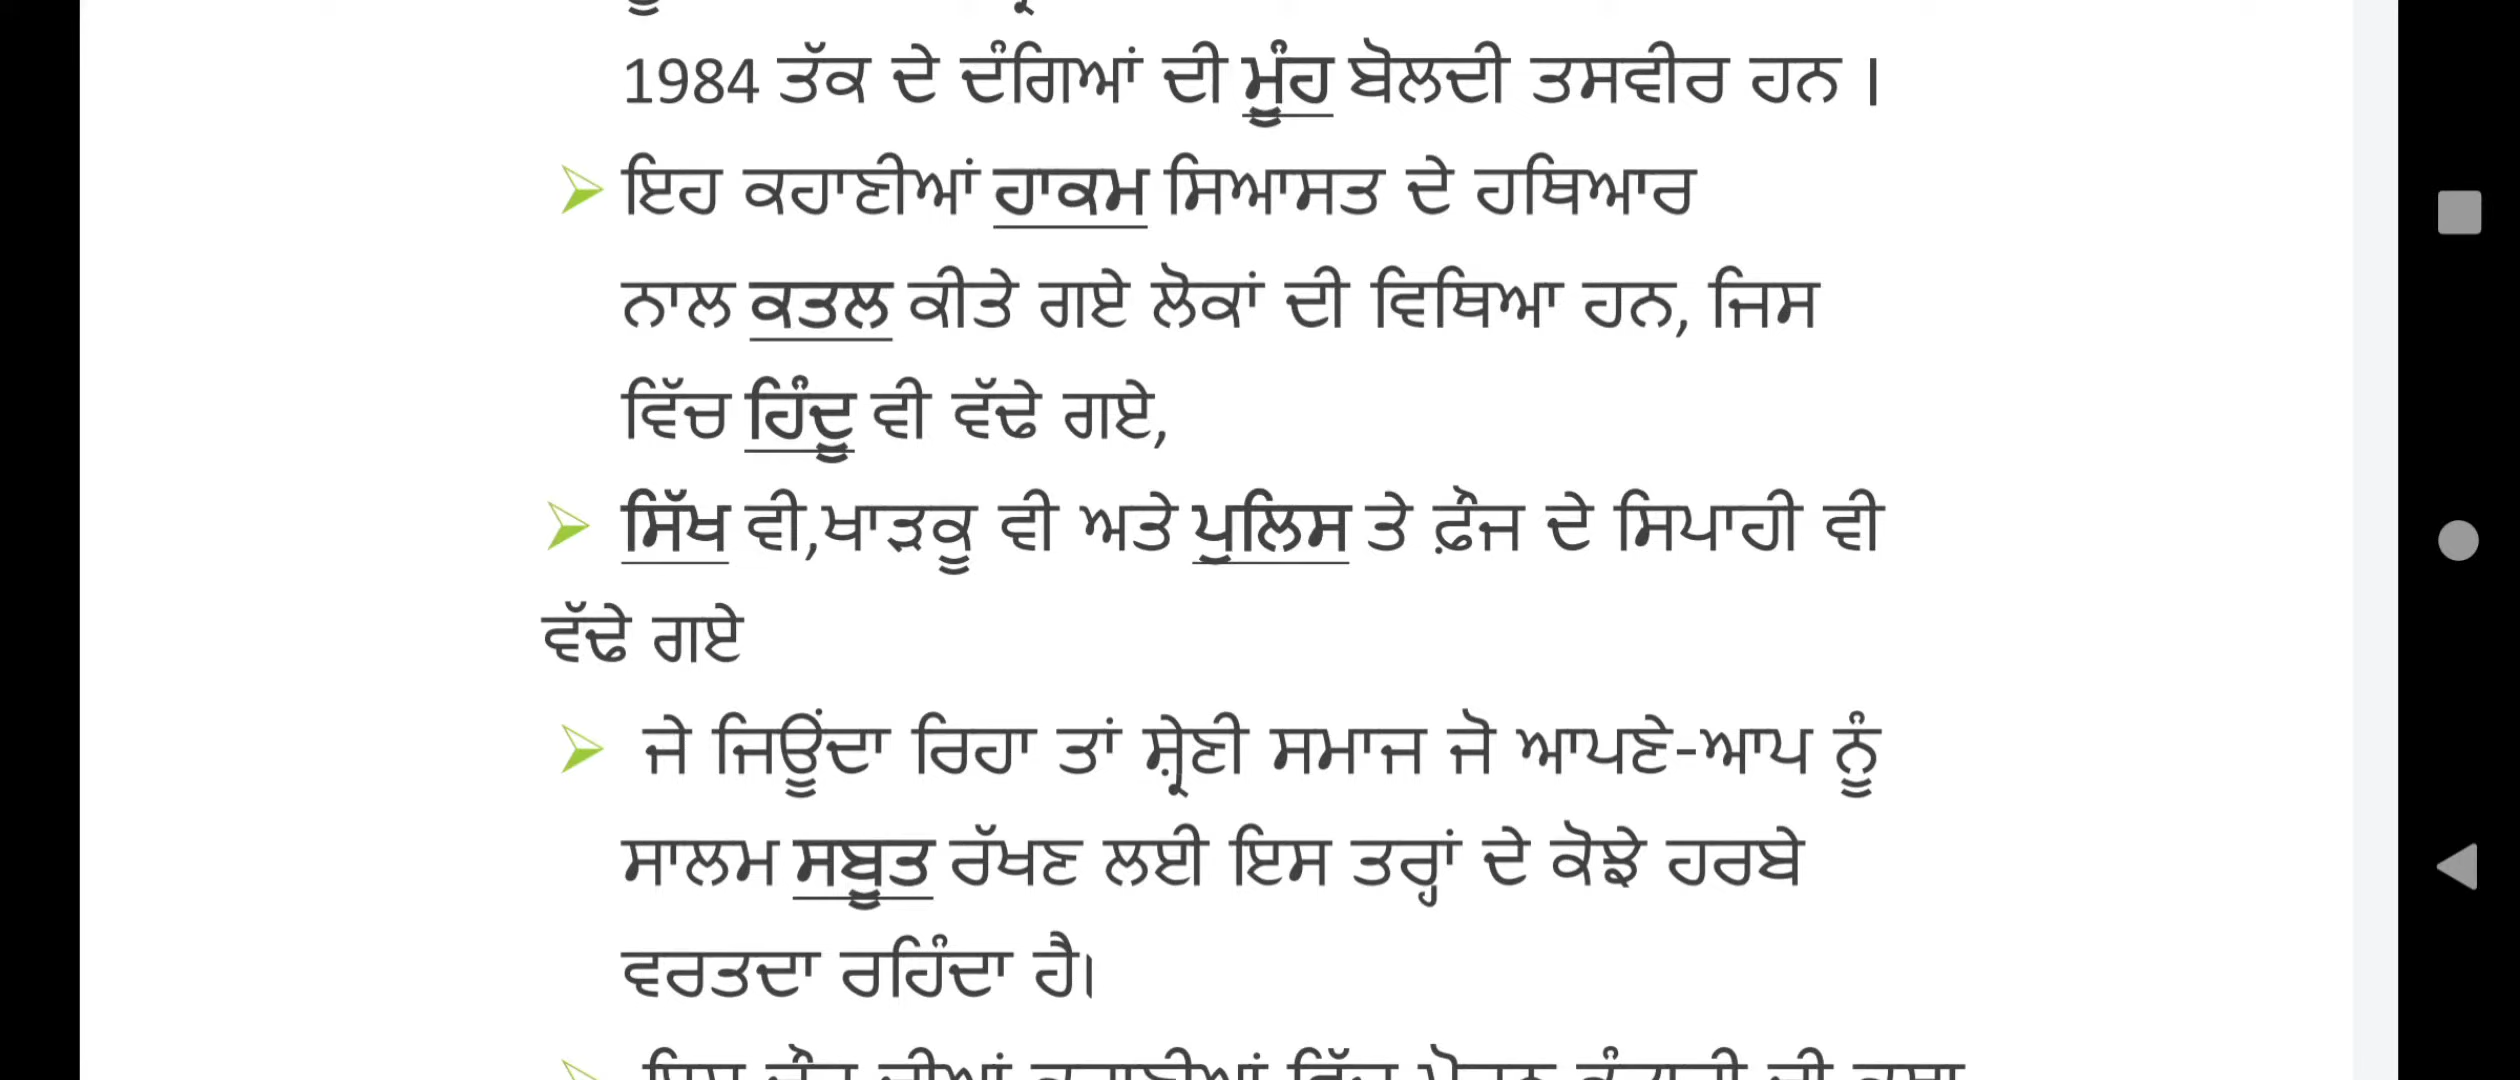 1984 ਤੱਕ ਦੇ ਦੰਗਿਆਂ ਦੀ ਮੂੰਹ ਬੋਲਦੀ ਤਸਵੀਰ ਹਨ ।
ਇਹ ਕਹਾਣੀਆਂ ਹਾਕਮ ਸਿਆਸਤ ਦੇ ਹਥਿਆਰ
ਨਾਲ ਕਤਲ ਕੀਤੇ ਗਏ ਲੋਕਾਂ ਦੀ ਵਿਥਿਆ ਹਨ, ਜਿਸ
ਵਿੱਚ ਹਿੰਦੂ ਵੀ ਵੱਢੇ ਗਏ,
ਸਿੱਖ ਵੀ,ਖਾੜਕੂ ਵੀ ਅਤੇ ਪੁਲਿਸ ਤੇ ਫ਼ੌਜ ਦੇ ਸਿਪਾਹੀ ਵੀ
ਵੱਢੇ ਗਏ
ਜੇ ਜਿਊਂਦਾ ਰਿਹਾ ਤਾਂ ਸ਼੍ਰੇਣੀ ਸਮਾਜ ਜੋ ਆਪਣੇ-ਆਪ ਨੂੰ
ਸਾਲਮ ਸਬੂਤ ਰੱਖਣ ਲਈ ਇਸ ਤਰ੍ਹਾਂ ਦੇ ਕੋਝੇ ਹਰਬੇ
ਵਰਤਦਾ ਰਹਿੰਦਾ ਹੈ।